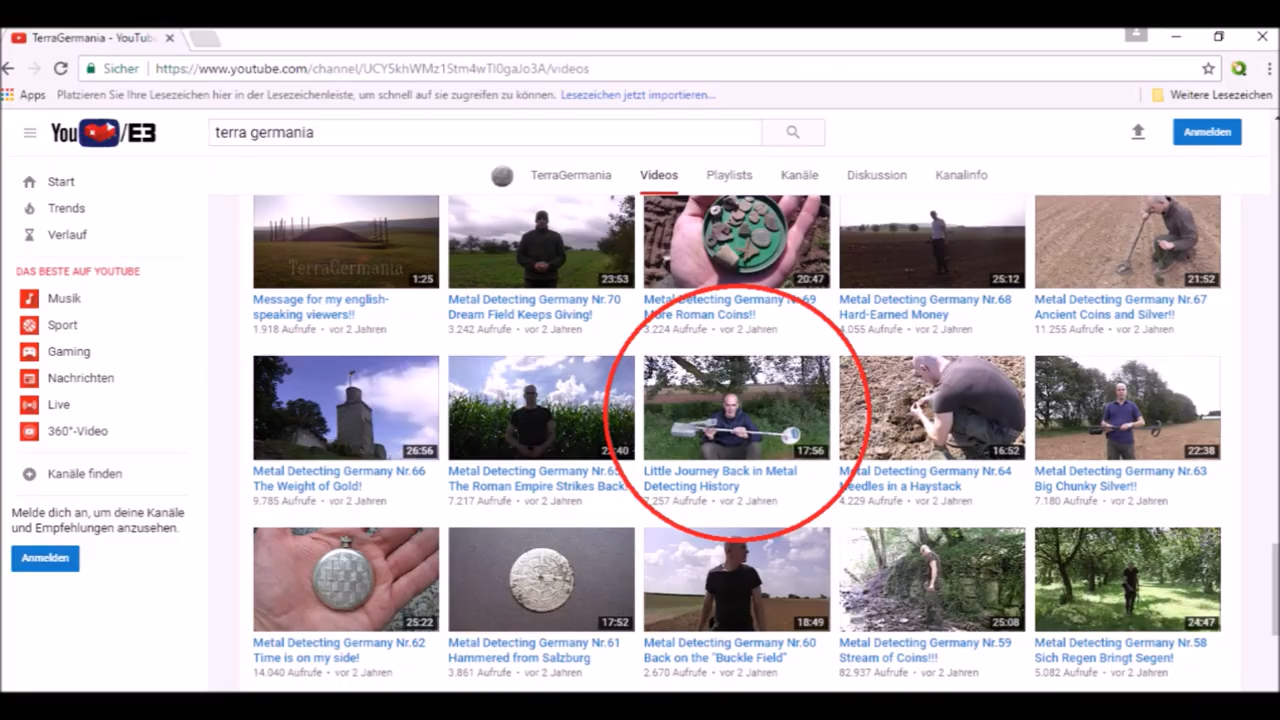 TerraGermania - YouTub
Sicher
https://www.youtube.com/channel/UCY5khWMz1Stm4wTl0gaJo3A/videos
Apps
Platzieren Sie Ihre Lesezeichen hier in der Lesezeichenleiste, um schnell auf sie zugreifen zu können. Lesezeichen jetzt importieren...
Weitere Lesezeichen
You /E3
terra germania
Anmelden
TerraGermania Videos Playlists Kanäle Diskussion Kanalinfo
Start
Trends
Verlauf
DAS BESTE AUF YOUTUBE
Musik
Sport
Gaming
Nachrichten
Live
360°-Video
Kanäle finden
Melde dich an, um deine Kanäle
und Empfehlungen anzusehen.
Anmelden
TerraGermania
1:25
Message for my english-
speaking viewers!!
1.918 Aufrufe • vor 2 Jahren
23:53
Metal Detecting Germany Nr.70
Dream Field Keeps Giving!
3.242 Aufrufe • vor 2 Jahren
20:47
Metal Detecting Germany Nr.69
More Roman Coins!!
3.224 Aufrufe • vor 2 Jahren
25:12
Metal Detecting Germany Nr.68
Hard-Earned Money
4.055 Aufrufe • vor 2 Jahren
21:52
Metal Detecting Germany Nr.67
Ancient Coins and Silver!!
11.255 Aufrufe • vor 2 Jahren
26:56
Metal Detecting Germany Nr.66
The Weight of Gold!
9.785 Aufrufe • vor 2 Jahren
Metal Detecting Germany
The Roman Empire Strikes Back!
7.217 Aufrufe • vor 2 Jahren
17:56
Little Journey Back in Metal
Detecting History
7.257 Aufrufe • vor 2 Jahren
16:52
Metal Detecting Germany Nr.64
Needles in a Haystack
4.229 Aufrufe • vor 2 Jahren
22:38
Metal Detecting Germany Nr.63
Big Chunky Silver!!
7.180 Aufrufe • vor 2 Jahren
25:22
Metal Detecting Germany Nr.62
Time is on my side!
14.040 Aufrufe • vor 2 Jahren
17:52
Metal Detecting Germany Nr.61
Hammered from Salzburg
3.861 Aufrufe • vor 2 Jahren
18:49
Metal Detecting Germany Nr.60
Back on the "Buckle Field"
2.670 Aufrufe • vor 2 Jahren
25:08
Metal Detecting Germany Nr.59
Stream of Coins!!!
82.937 Aufrufe • vor 2 Jahren
24:47
Metal Detecting Germany Nr.58
Sich Regen Bringt Segen!
5.082 Aufrufe • vor 2 Jahren